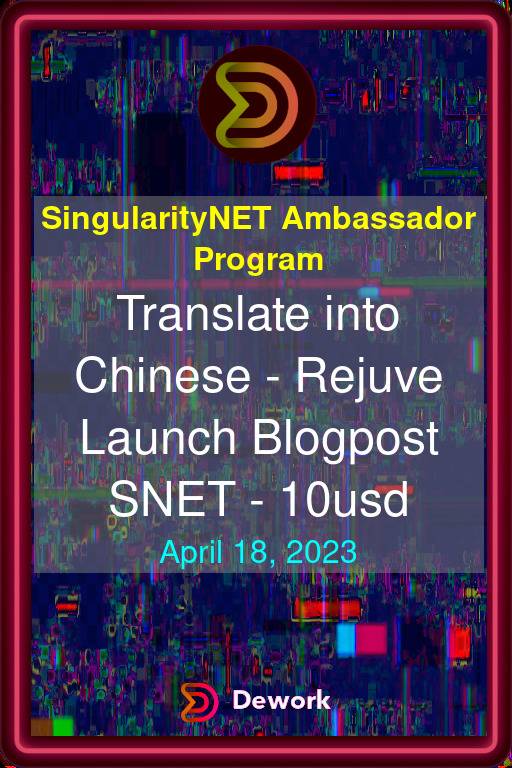 SingularityNET Ambassador
Program
Translate into
Chinese - Rejuve
Launch Blogpost
SNET - 10usd
April 18, 2023
Dework